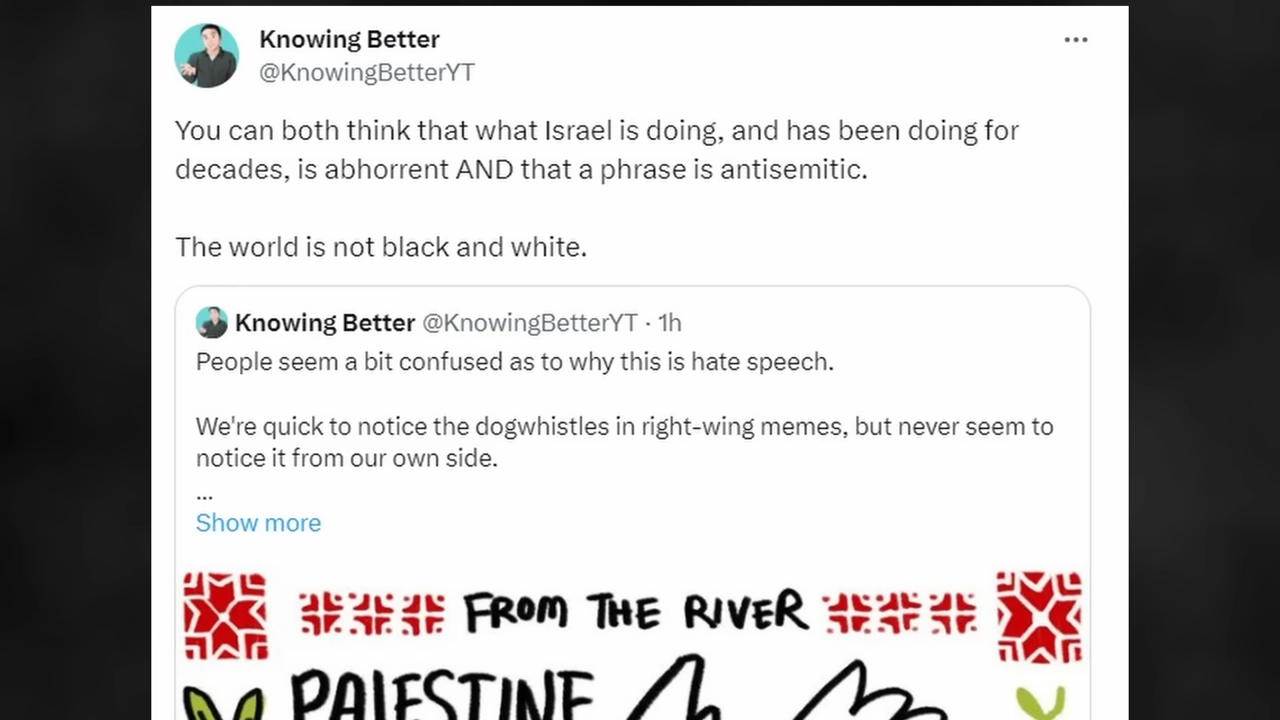 Knowing Better
@KnowingBetterYT
You can both think that what Israel is doing, and has been doing for
decades, is abhorrent AND that a phrase is antisemitic.
The world is not black and white.
Knowing Better @KnowingBetterYT · 1h
People seem a bit confused as to why this is hate speech.
We're quick to notice the dogwhistles in right-wing memes, but never seem to
notice it from our own side.
...
Show more
FROM THE RIVER
PALESTINE